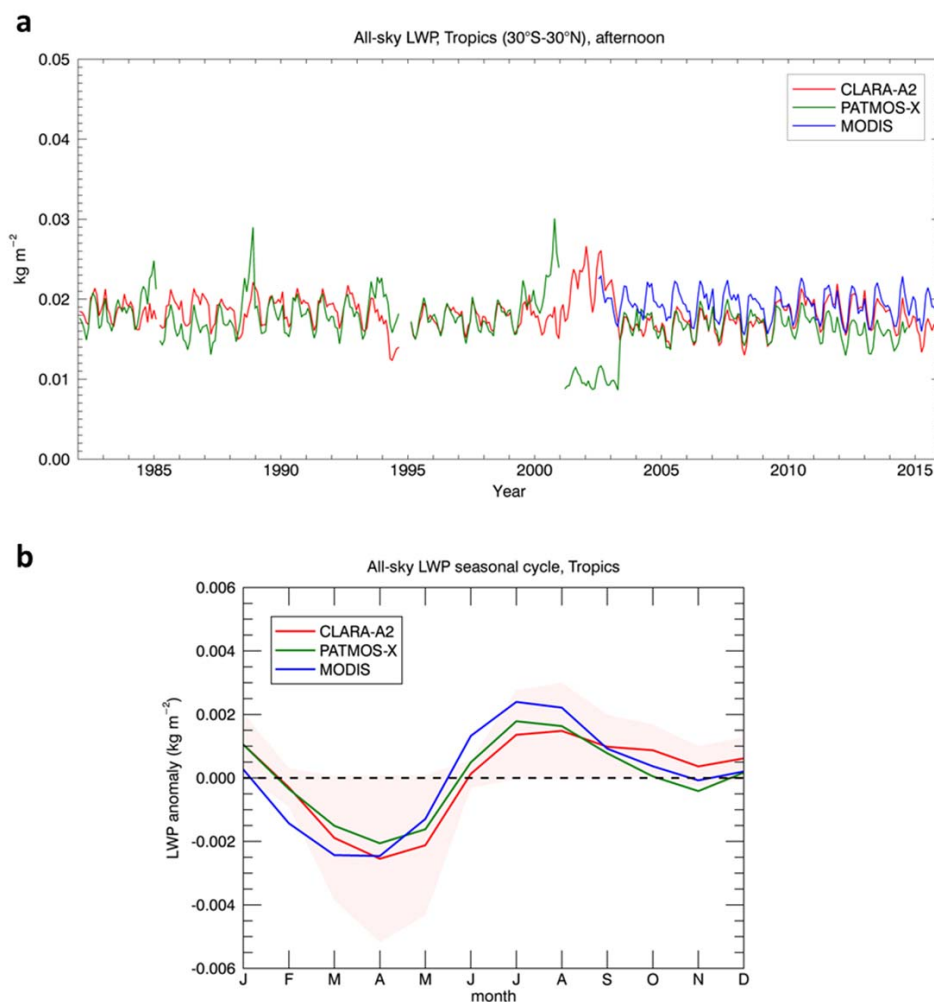 a
All-sky LWP, Tropics (30°S-30°N), afternoon
0.05
0.04
0.03
0.02
0.01
0.00
kg m⁻²
CLARA-A2
PATMOS-X
MODIS
1985 1990 1995 2000 2005 2010 2015
Year
b
All-sky LWP seasonal cycle, Tropics
0.006
0.004
0.002
0.000
-0.002
-0.004
-0.006
LWP anomaly (kg m⁻²)
CLARA-A2
PATMOS-X
MODIS
J F M A M J J A S O N D
month